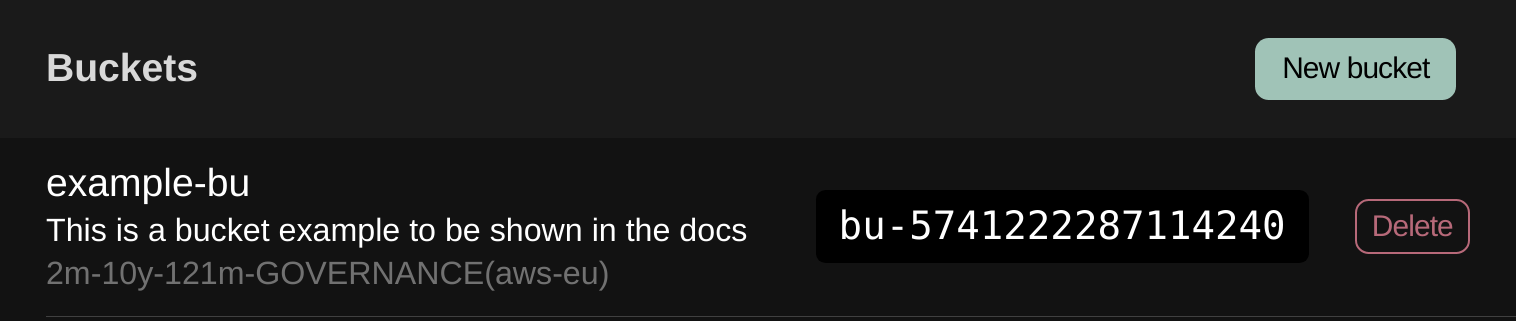 Buckets
New bucket
example-bu
This is a bucket example to be shown in the docs
2m-10y-121m-GOVERNANCE(aws-eu)
bu-5741222287114240
Delete